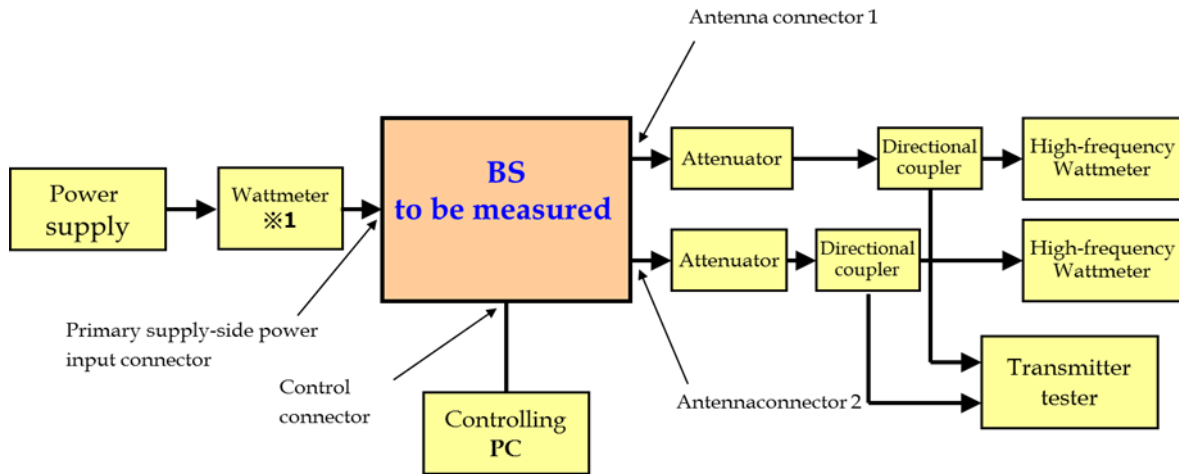 Antenna connector 1
Power
supply
Wattmeter
※1
BS
to be measured
Attenuator
Directional
coupler
High-frequency
Wattmeter
Attenuator
Directional
coupler
High-frequency
Wattmeter
Primary supply-side power
input connector
Control
connector
Controlling
PC
Antennaconnector 2
Transmitter
tester